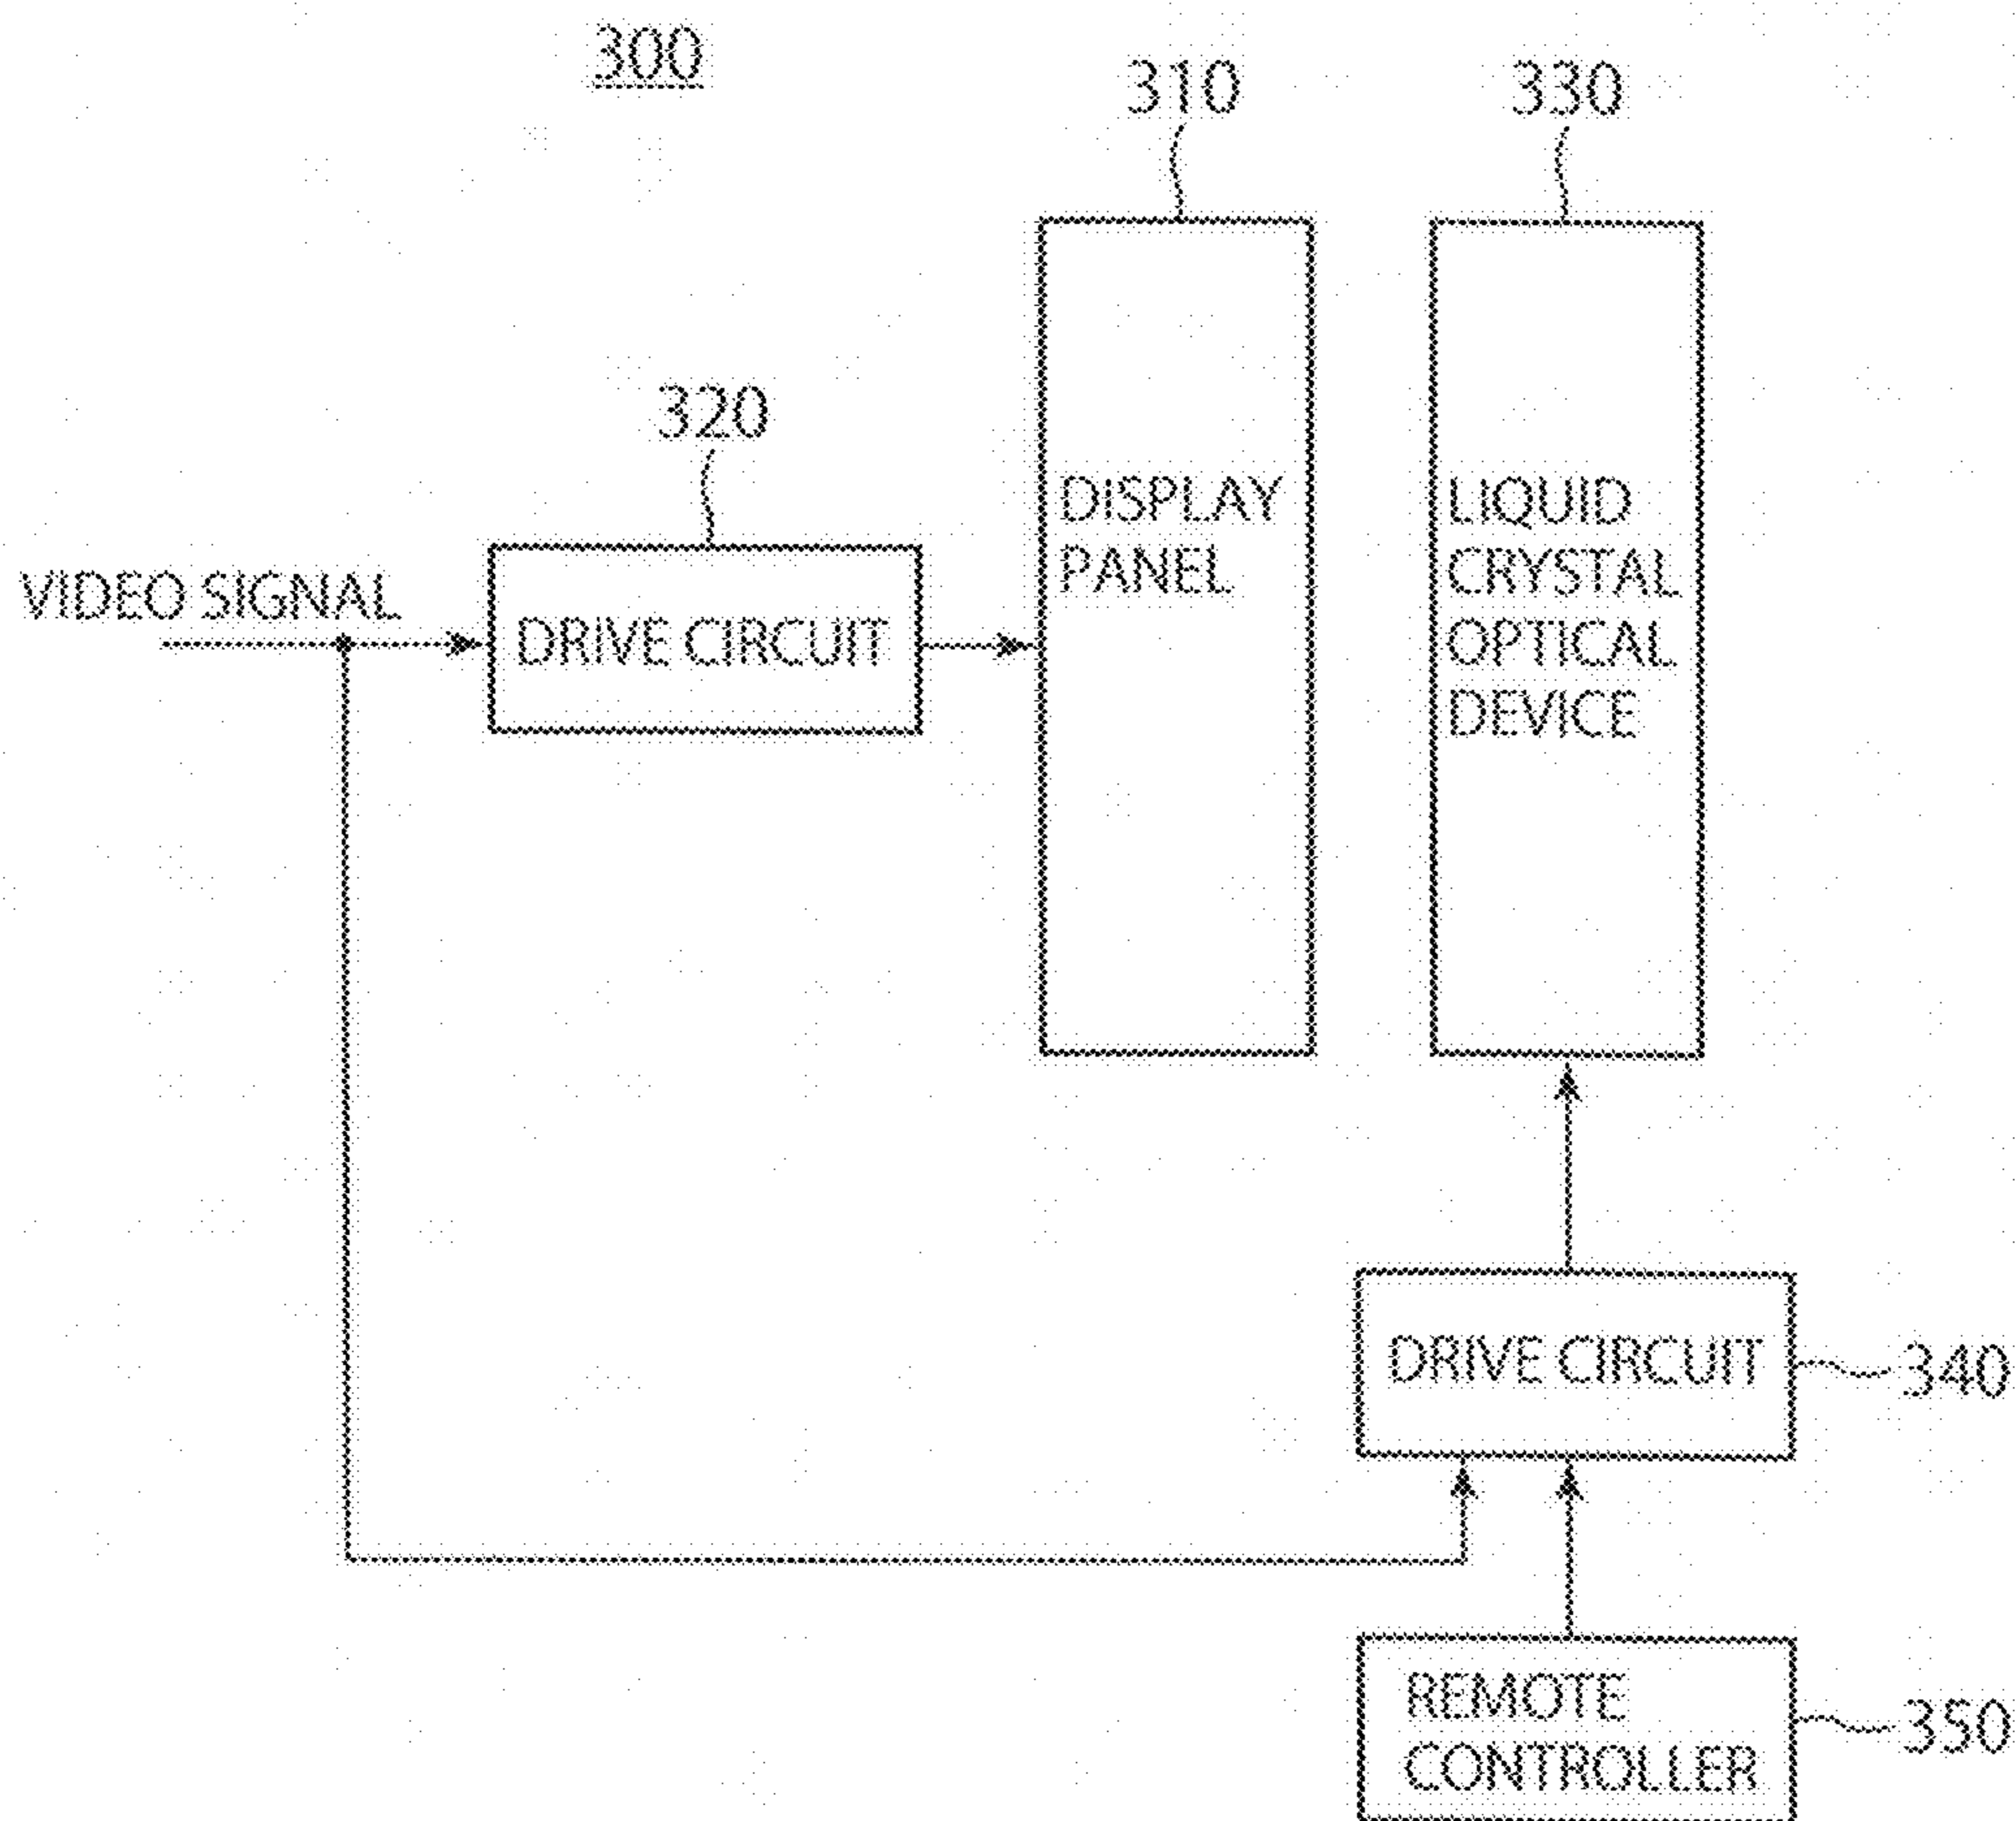 300
310
330
320
DISPLAY
PANEL
LIQUID
CRYSTAL
OPTICAL
DEVICE
VIDEO SIGNAL
DRIVE CIRCUIT
DRIVE CIRCUIT
340
REMOTE
CONTROLLER
350